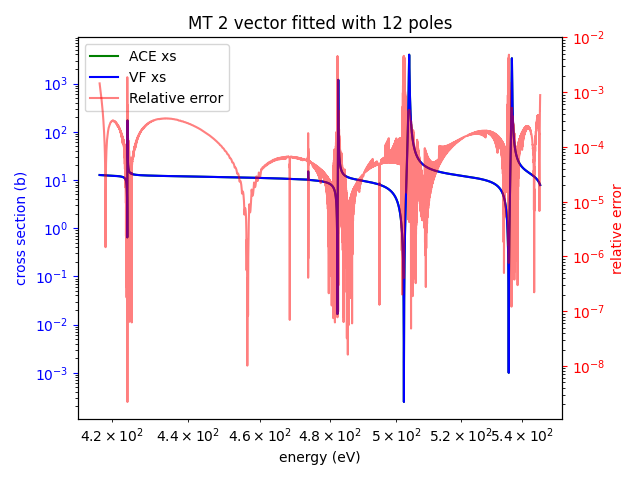 MT 2 vector fitted with 12 poles
ACE xs
VF xs
Relative error
cross section (b)
10³
10²
10¹
10⁰
10⁻¹
10⁻²
10⁻³
relative error
10⁻²
10⁻³
10⁻⁴
10⁻⁵
10⁻⁶
10⁻⁷
10⁻⁸
4.2 × 10² 4.4 × 10² 4.6 × 10² 4.8 × 10² 5 × 10² 5.2 × 10² 5.4 × 10²
energy (eV)